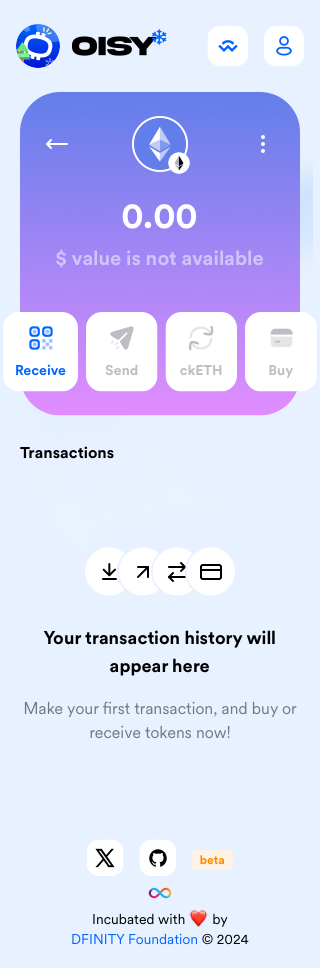 OISY
0.00
$ value is not available
Receive
Send
ckETH
Buy
Transactions
Your transaction history will
appear here
Make your first transaction, and buy or
receive tokens now!
beta
Incubated with ❤️ by
DFINITY Foundation © 2024